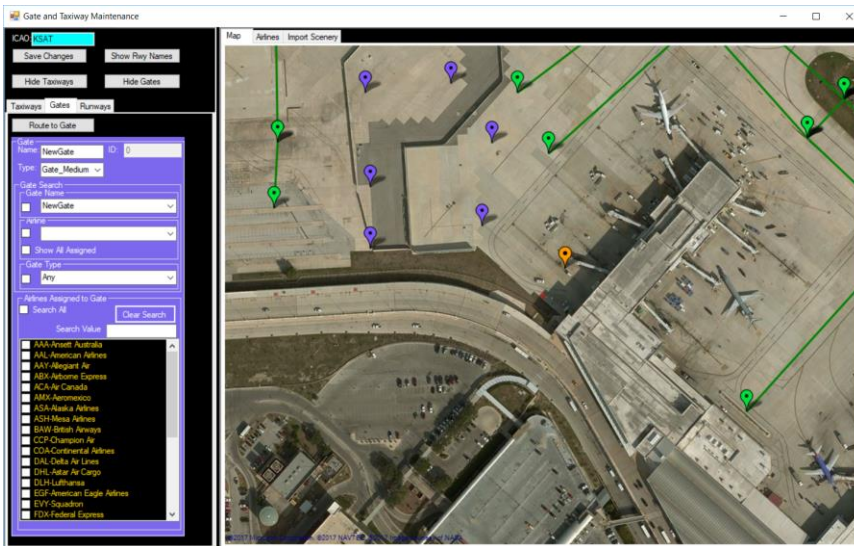 Gate and Taxiway Maintenance
ICAO KSAT
Save Changes Show Rwy Names
Hide Taxiways Hide Gates
Taxiways Gates Runways
Route to Gate
Gate
Name: NewGate ID: 0
Type: Gate_Medium
Gate Search
Gate Name
NewGate
Airline
Show All Assigned
Gate Type
Any
Airlines Assigned to Gate
Search All Clear Search
Search Value
AAA-Ansett Australia
AAL-American Airlines
AAY-Allegiant Air
ABX-Airborne Express
ACA-Air Canada
AMX-Aeromexico
ASA-Alaska Airlines
ASH-Mesa Airlines
BAW-British Airways
CCP-Champion Air
COA-Continental Airlines
DAL-Delta Air Lines
DHL-Astar Air Cargo
DLH-Lufthansa
EGF-American Eagle Airlines
EVY-Squadron
FDX-Federal Express
Map Airlines Import Scenery
©2017